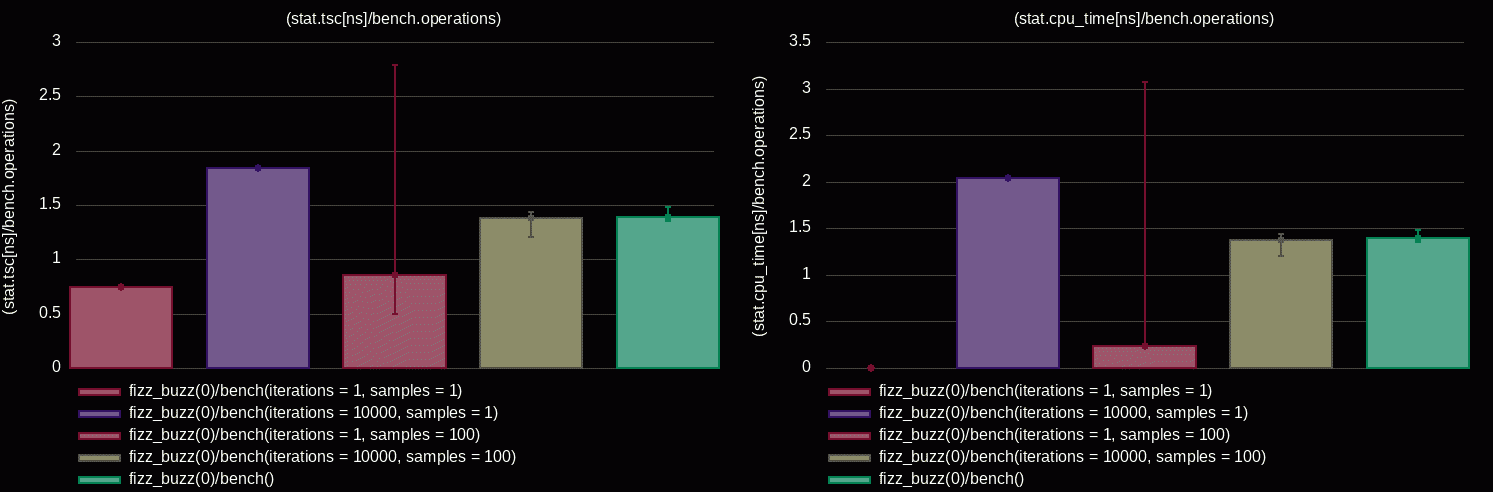 (stat.tsc[ns]/bench.operations)
3
2.5
2
1.5
1
0.5
0
(stat.tsc[ns]/bench.operations)
fizz_buzz(0)/bench(iterations = 1, samples = 1)
fizz_buzz(0)/bench(iterations = 10000, samples = 1)
fizz_buzz(0)/bench(iterations = 1, samples = 100)
fizz_buzz(0)/bench(iterations = 10000, samples = 100)
fizz_buzz(0)/bench()
(stat.cpu_time[ns]/bench.operations)
3.5
3
2.5
2
1.5
1
0.5
0
(stat.cpu_time[ns]/bench.operations)
fizz_buzz(0)/bench(iterations = 1, samples = 1)
fizz_buzz(0)/bench(iterations = 10000, samples = 1)
fizz_buzz(0)/bench(iterations = 1, samples = 100)
fizz_buzz(0)/bench(iterations = 10000, samples = 100)
fizz_buzz(0)/bench()